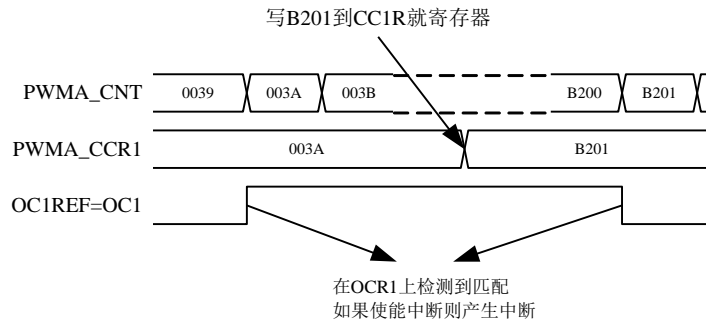 写B201到CC1R就寄存器
PWMA_CNT 0039 003A 003B B200 B201
PWMA_CCR1 003A B201
OC1REF=OC1
在OCR1上检测到匹配
如果使能中断则产生中断